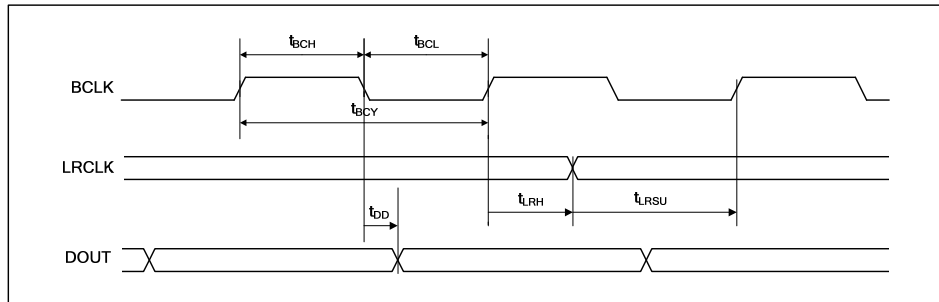 tBCH tBCL
BCLK
tBCY
LRCLK
tLRH tLRSU
tDD
DOUT